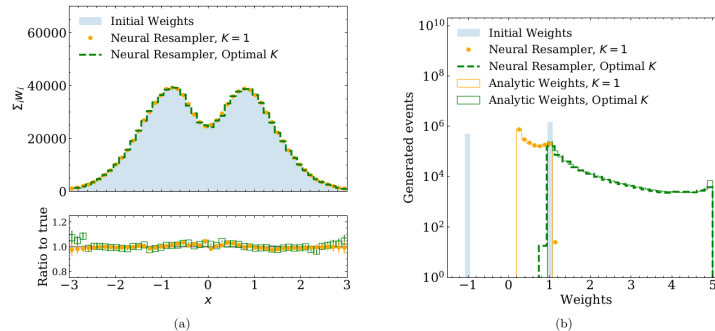 Initial Weights
Neural Resampler, K = 1
Neural Resampler, Optimal K
Σ_i w_i
60000
40000
20000
0
Ratio to true
1.2
1.0
0.8
−3 −2 −1 0 1 2 3
x
(a)
Initial Weights
Neural Resampler, K = 1
Neural Resampler, Optimal K
Analytic Weights, K = 1
Analytic Weights, Optimal K
Generated events
10^10
10^8
10^6
10^4
10^2
10^0
−1 0 1 2 3 4 5
Weights
(b)